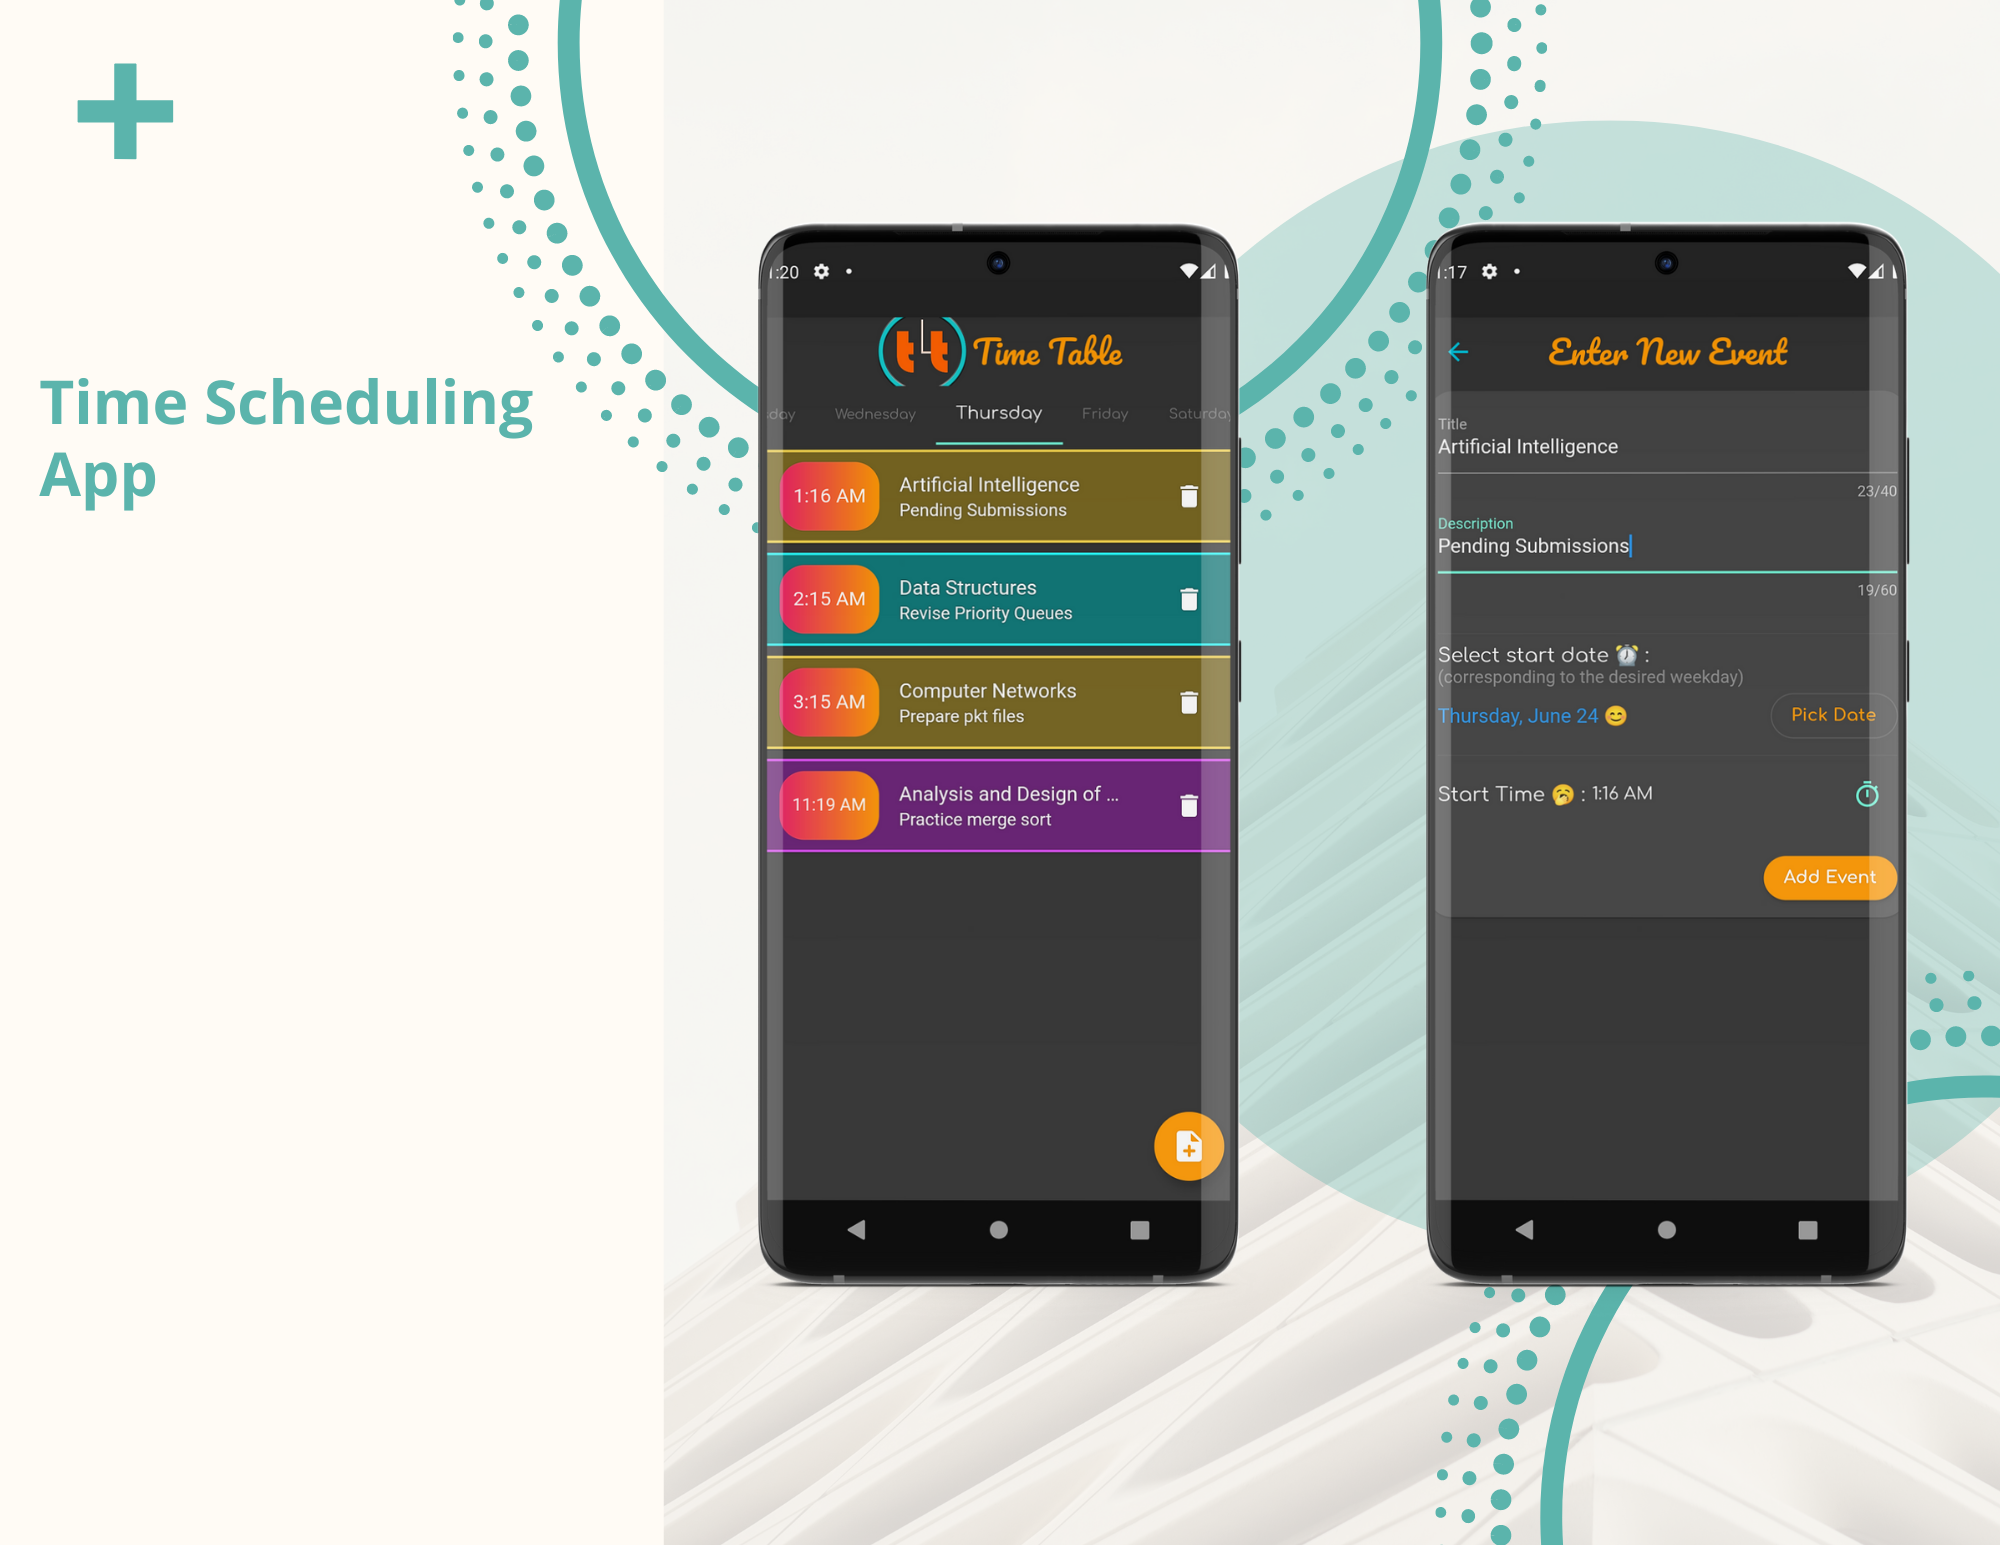 Time Scheduling
App
:20
Time Table
day Wednesday Thursday Friday Saturday
1:16 AM
Artificial Intelligence
Pending Submissions
2:15 AM
Data Structures
Revise Priority Queues
3:15 AM
Computer Networks
Prepare pkt files
11:19 AM
Analysis and Design of ...
Practice merge sort
:17
Enter New Event
Title
Artificial Intelligence
23/40
Description
Pending Submissions
19/60
Select start date ⏰ :
(corresponding to the desired weekday)
Thursday, June 24 😊
Pick Date
Start Time 🥱 : 1:16 AM
Add Event